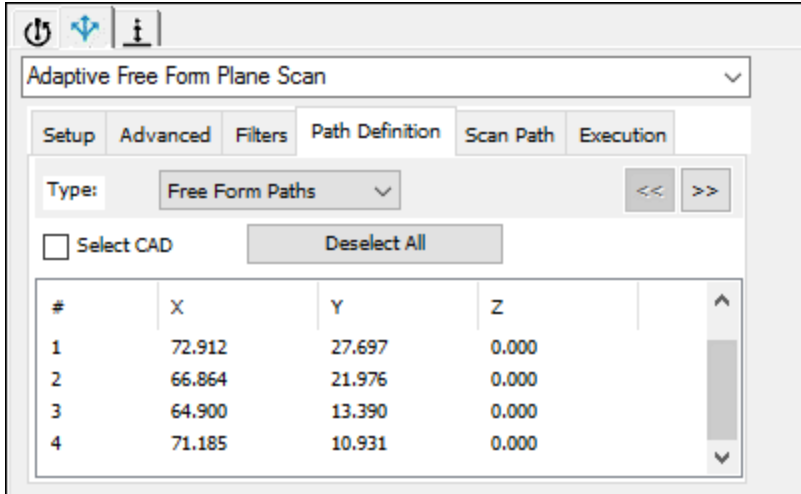 Adaptive Free Form Plane Scan
Setup Advanced Filters Path Definition Scan Path Execution
Type: Free Form Paths << >>
Select CAD Deselect All
# X Y Z
1 72.912 27.697 0.000
2 66.864 21.976 0.000
3 64.900 13.390 0.000
4 71.185 10.931 0.000